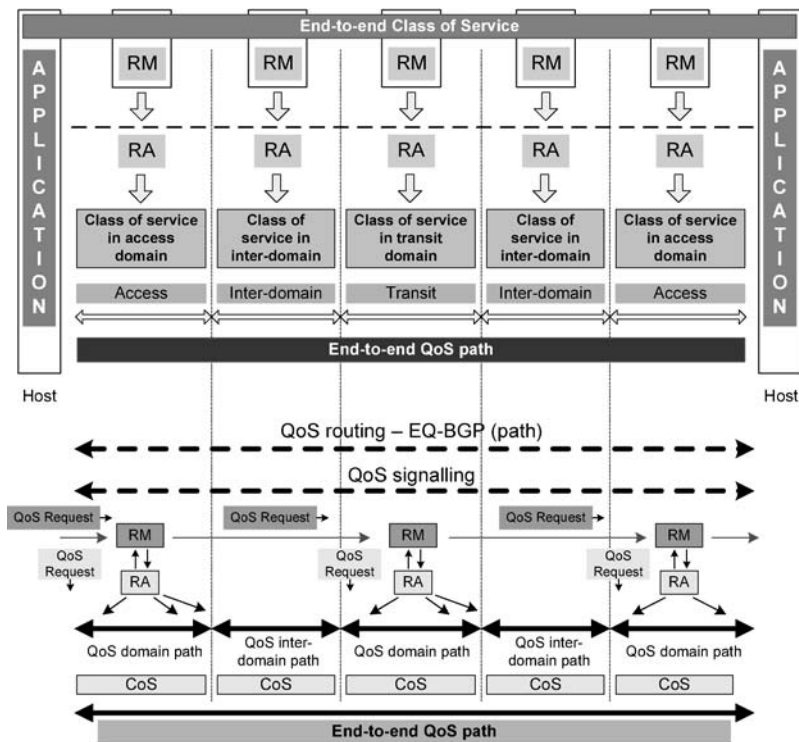 End-to-end Class of Service
APPLICATION
RM
RM
RM
RM
RM
APPLICATION
RA
RA
RA
RA
RA
Class of service
in access
domain
Class of
service in
inter-domain
Class of service
in transit
domain
Class of
service in
inter-domain
Class of service
in access
domain
Access
Inter-domain
Transit
Inter-domain
Access
End-to-end QoS path
Host
Host
QoS routing – EQ-BGP (path)
QoS signalling
QoS Request
QoS Request
QoS Request
RM
RM
RM
QoS
Request
QoS
Request
QoS
Request
RA
RA
RA
QoS domain path
QoS inter-
domain path
QoS domain path
QoS inter-
domain path
QoS domain path
CoS
CoS
CoS
CoS
CoS
End-to-end QoS path